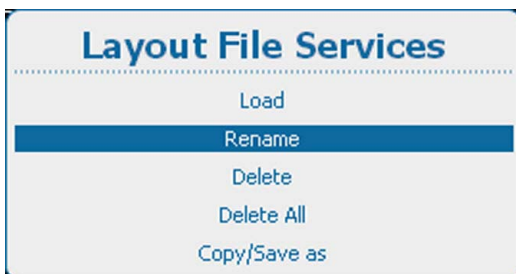 Layout File Services
Load
Rename
Delete
Delete All
Copy/Save as